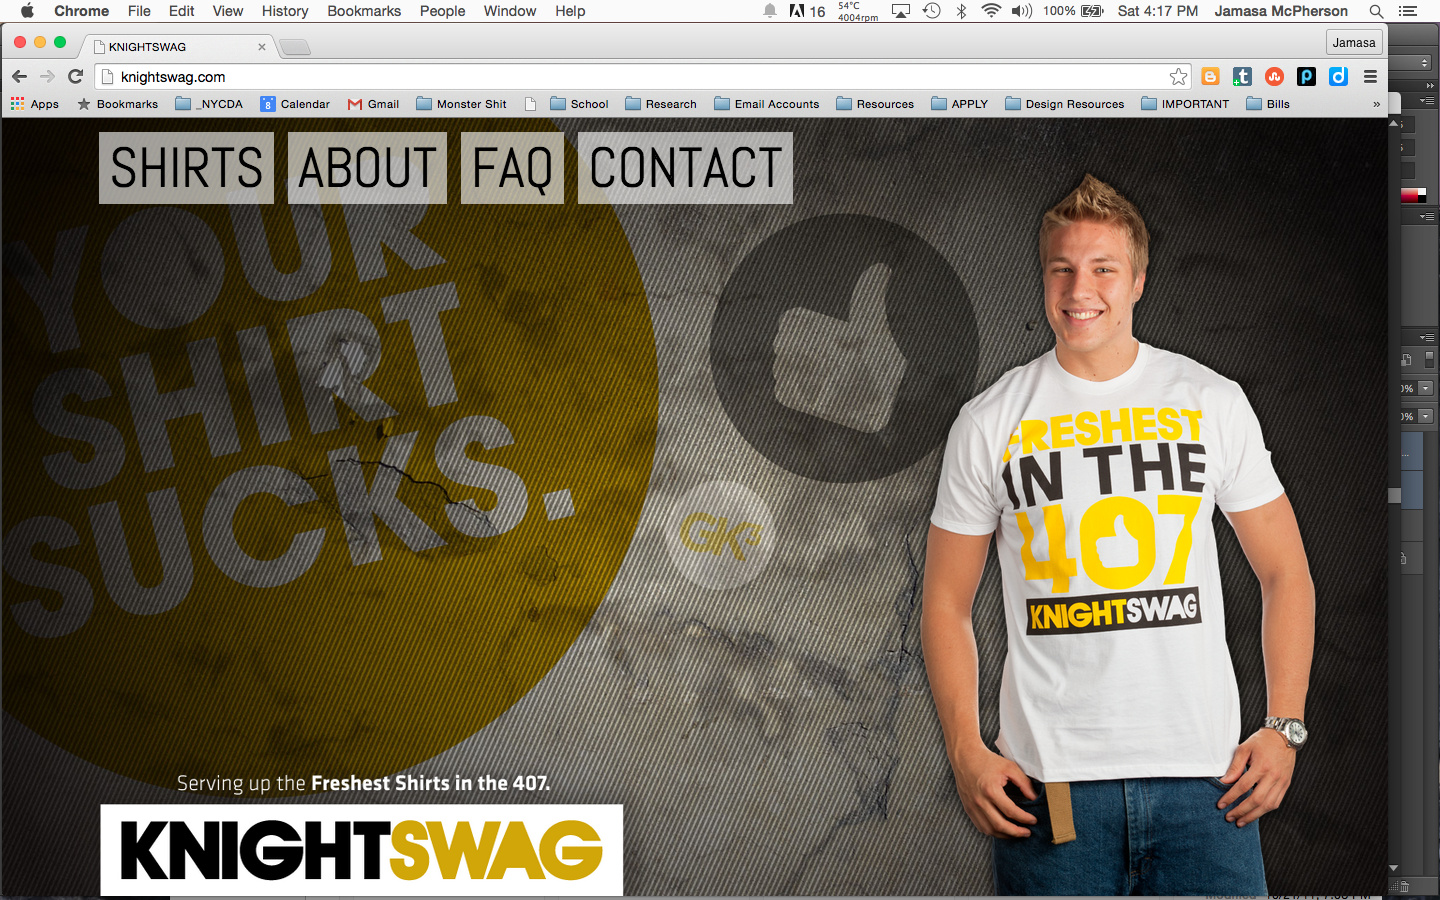 Chrome File Edit View History Bookmarks People Window Help 16 54°C 4004rpm 100% Sat 4:17 PM Jamasa McPherson
KNIGHTSWAG
Jamasa
knightswag.com
Apps Bookmarks _NYCDA 8 Calendar Gmail Monster Shit School Research Email Accounts Resources APPLY Design Resources IMPORTANT Bills »
SHIRTS ABOUT FAQ CONTACT
YOUR
SHIRT
SUCKS.
GK3
FRESHEST
IN THE
407
KNIGHTSWAG
Serving up the Freshest Shirts in the 407.
KNIGHTSWAG